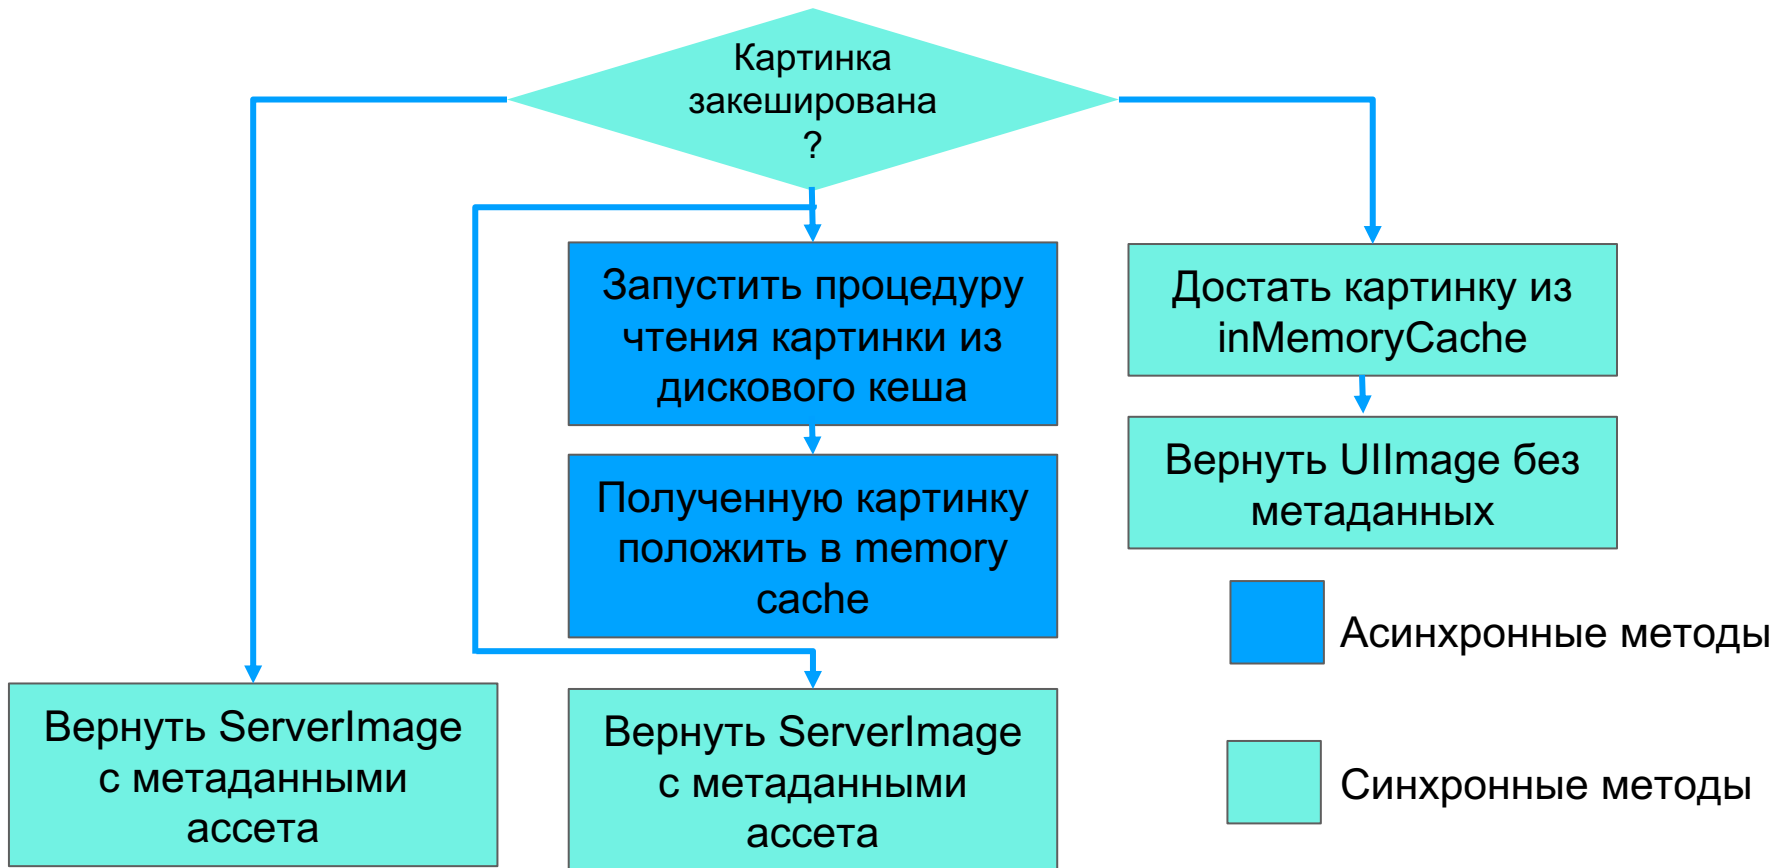 Картинка
закеширована
?
Запустить процедуру
чтения картинки из
дискового кеша
Достать картинку из
inMemoryCache
Полученную картинку
положить в memory
cache
Вернуть UIImage без
метаданных
Асинхронные методы
Вернуть ServerImage
с метаданными
ассета
Вернуть ServerImage
с метаданными
ассета
Синхронные методы